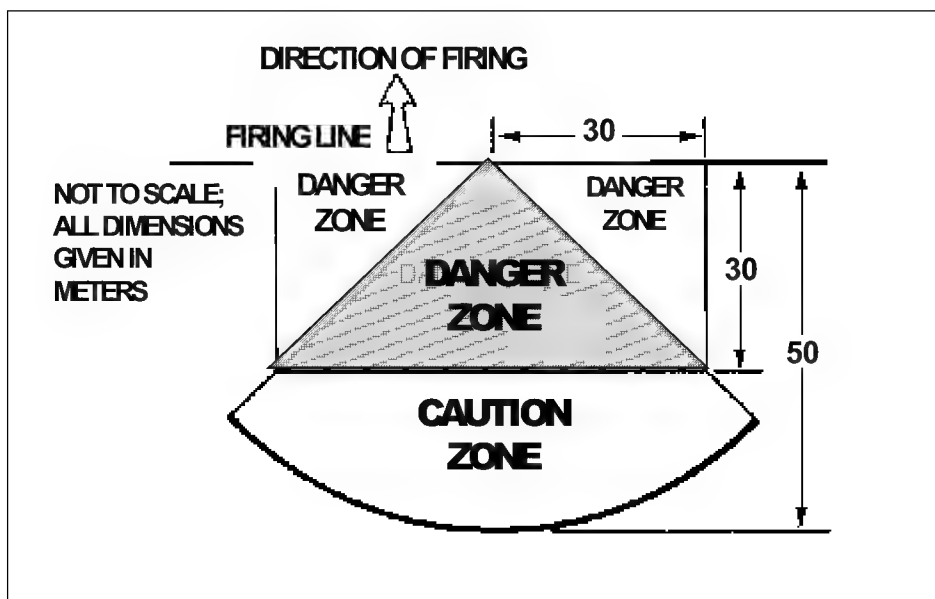 DIRECTION OF FIRING
FIRING LINE
30
NOT TO SCALE;
ALL DIMENSIONS
GIVEN IN
METERS
DANGER
ZONE
DANGER
ZONE
DANGER
ZONE
30
50
CAUTION
ZONE